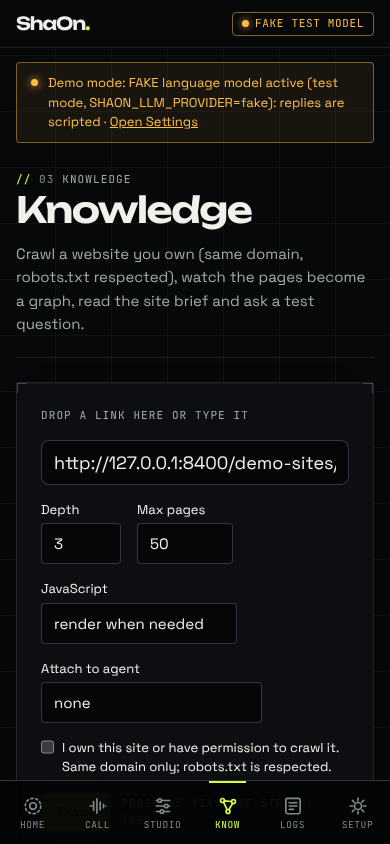 ShaOn.
FAKE TEST MODEL
Demo mode: FAKE language model active (test
mode, SHAON_LLM_PROVIDER=fake): replies are
scripted · Open Settings
// 03 KNOWLEDGE
Knowledge
Crawl a website you own (same domain,
robots.txt respected), watch the pages become
a graph, read the site brief and ask a test
question.
DROP A LINK HERE OR TYPE IT
http://127.0.0.1:8400/demo-sites/
Depth
Max pages
3
50
JavaScript
render when needed
Attach to agent
none
I own this site or have permission to crawl it.
Same domain only; robots.txt is respected.
HOME
CALL
STUDIO
KNOW
LOGS
SETUP